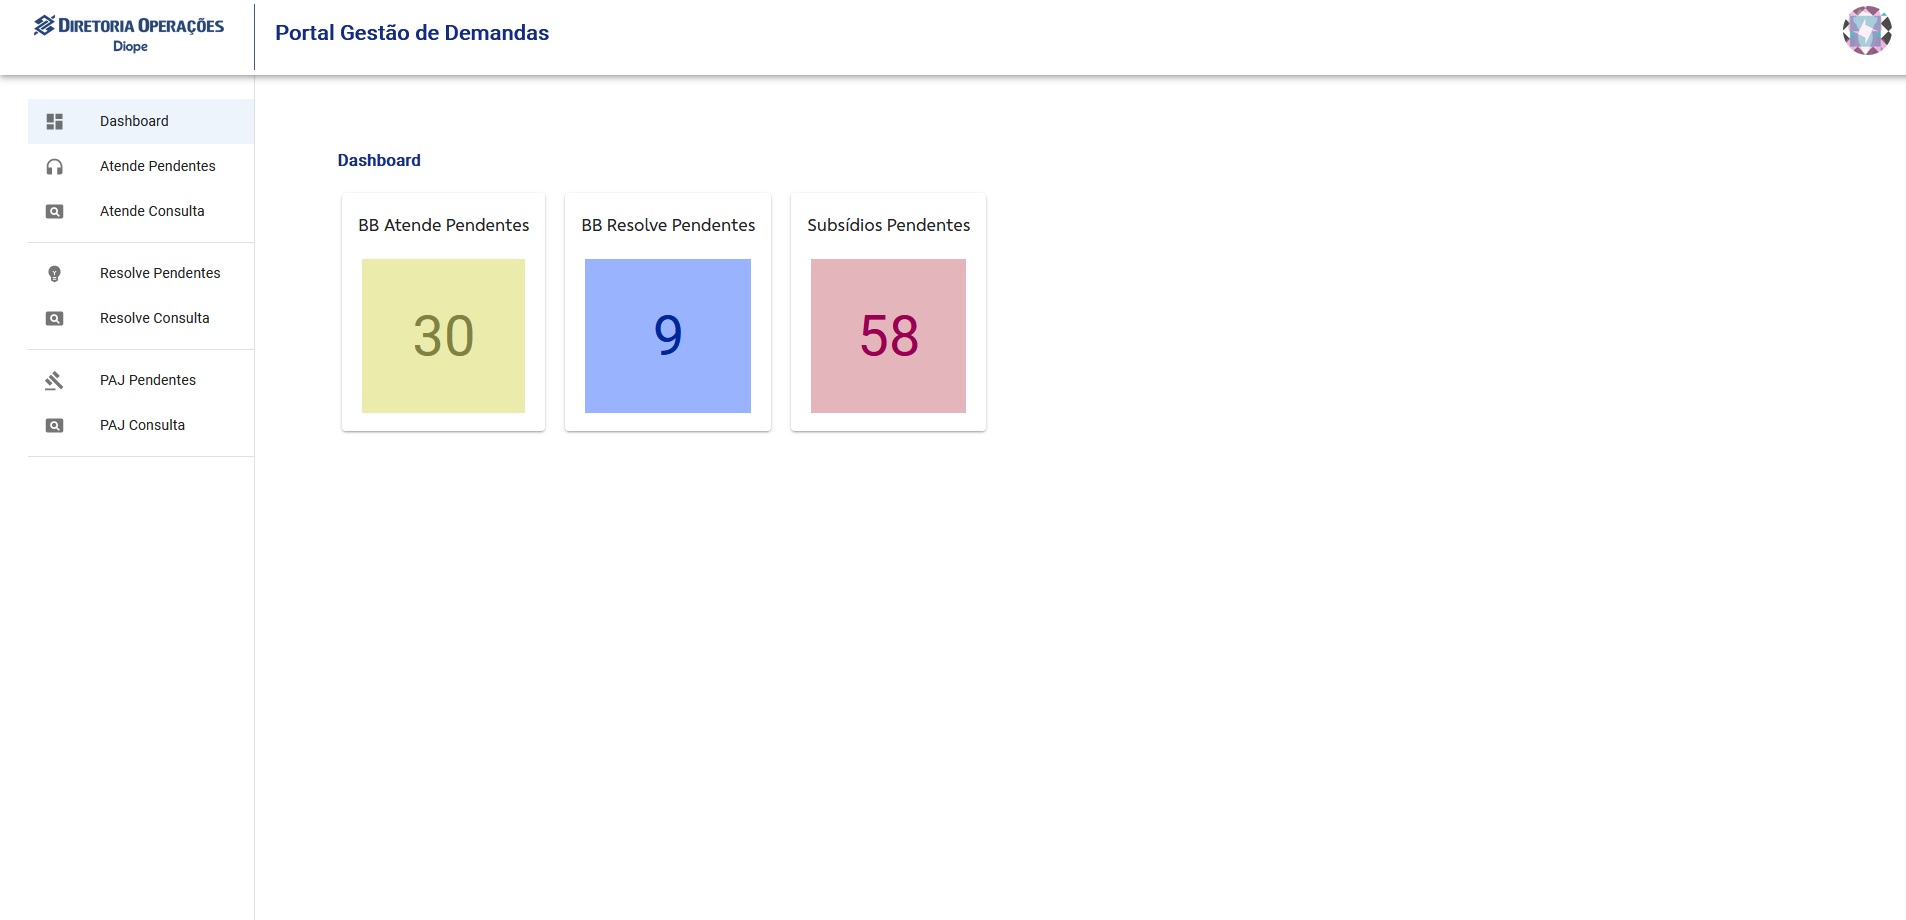 DIRETORIA OPERAÇÕES
Diope
Portal Gestão de Demandas
Dashboard
Atende Pendentes
Atende Consulta
Resolve Pendentes
Resolve Consulta
PAJ Pendentes
PAJ Consulta
Dashboard
BB Atende Pendentes
30
BB Resolve Pendentes
9
Subsídios Pendentes
58